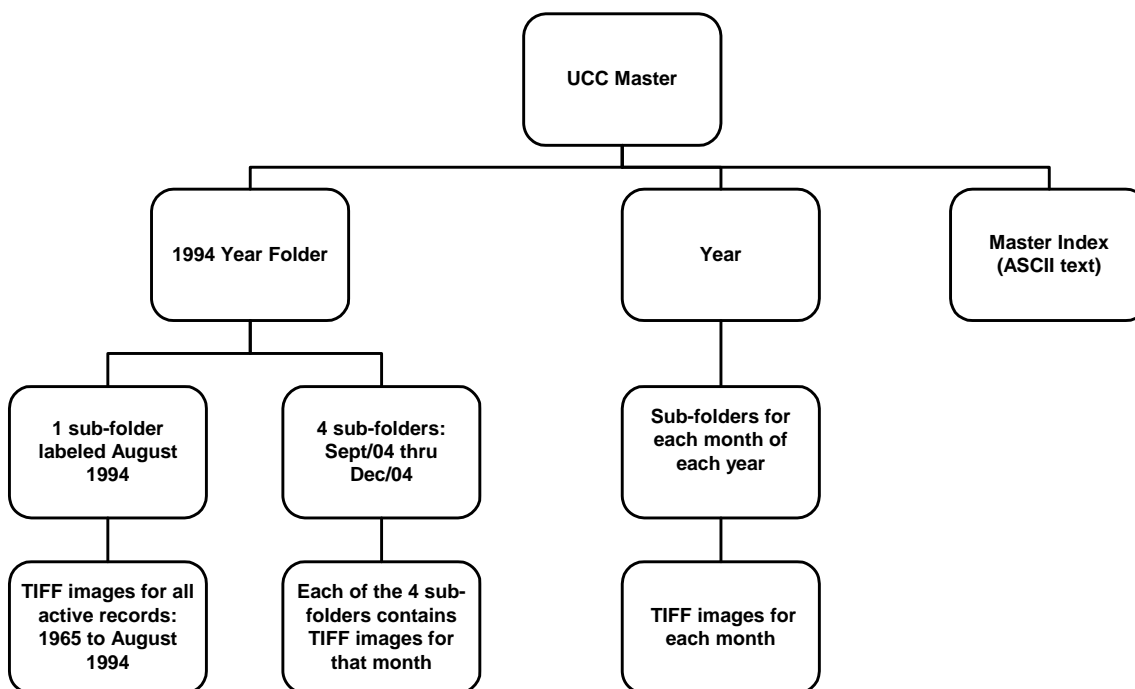 UCC Master
1994 Year Folder
Year
Master Index
(ASCII text)
1 sub-folder
labeled August
1994
4 sub-folders:
Sept/04 thru
Dec/04
Sub-folders for
each month of
each year
TIFF images for all
active records:
1965 to August
1994
Each of the 4 sub-
folders contains
TIFF images for
that month
TIFF images for
each month